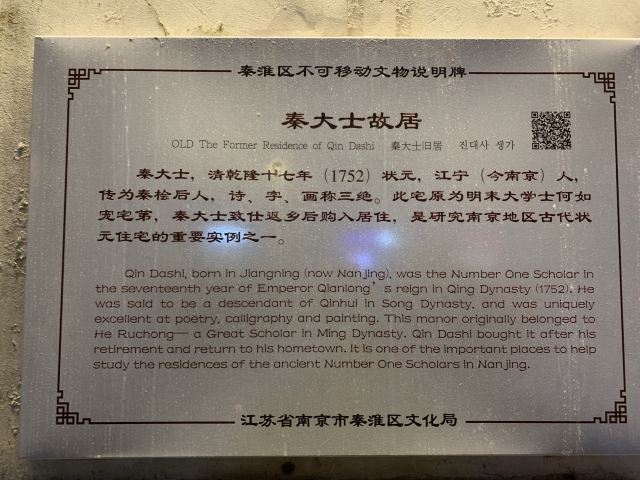 秦淮区不可移动文物说明牌
秦大士故居
OLD The Former Residence of Qin Dashi 秦大士旧居 진대사 생가
秦大士，清乾隆十七年（1752）状元，江宁（今南京）人，
传为秦桧后人，诗、字、画称三绝。此宅原为明末大学士何如
宠宅第，秦大士致仕返乡后购入居住，是研究南京地区古代状
元住宅的重要实例之一。
Qin Dashi, born in Jiangning (now Nanjing), was the Number One Scholar in
the seventeenth year of Emperor Qianlong's reign in Qing Dynasty (1752). He
was said to be a descendant of Qinhui in Song Dynasty, and was uniquely
excellent at poetry, calligraphy and painting. This manor originally belonged to
He Ruchong— a Great Scholar in Ming Dynasty. Qin Dashi bought it after his
retirement and return to his hometown. It is one of the important places to help
study the residences of the ancient Number One Scholars in Nanjing.
江苏省南京市秦淮区文化局